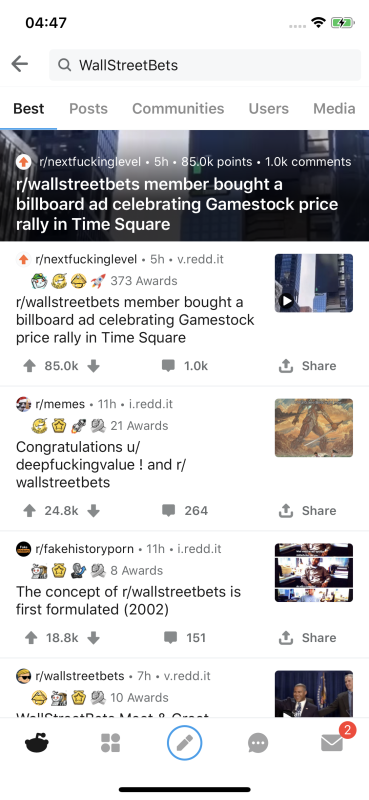 04:47
WallStreetBets
Best Posts Communities Users Media
r/nextfuckinglevel • 5h • 85.0k points • 1.0k comments
r/wallstreetbets member bought a
billboard ad celebrating Gamestock price
rally in Time Square
r/nextfuckinglevel • 5h • v.redd.it
373 Awards
r/wallstreetbets member bought a
billboard ad celebrating Gamestock
price rally in Time Square
85.0k 1.0k Share
r/memes • 11h • i.redd.it
21 Awards
Congratulations u/
deepfuckingvalue ! and r/
wallstreetbets
24.8k 264 Share
r/fakehistoryporn • 11h • i.redd.it
8 Awards
The concept of r/wallstreetbets is
first formulated (2002)
18.8k 151 Share
r/wallstreetbets • 7h • v.redd.it
10 Awards
WallStreetBets Meet & Greet
2